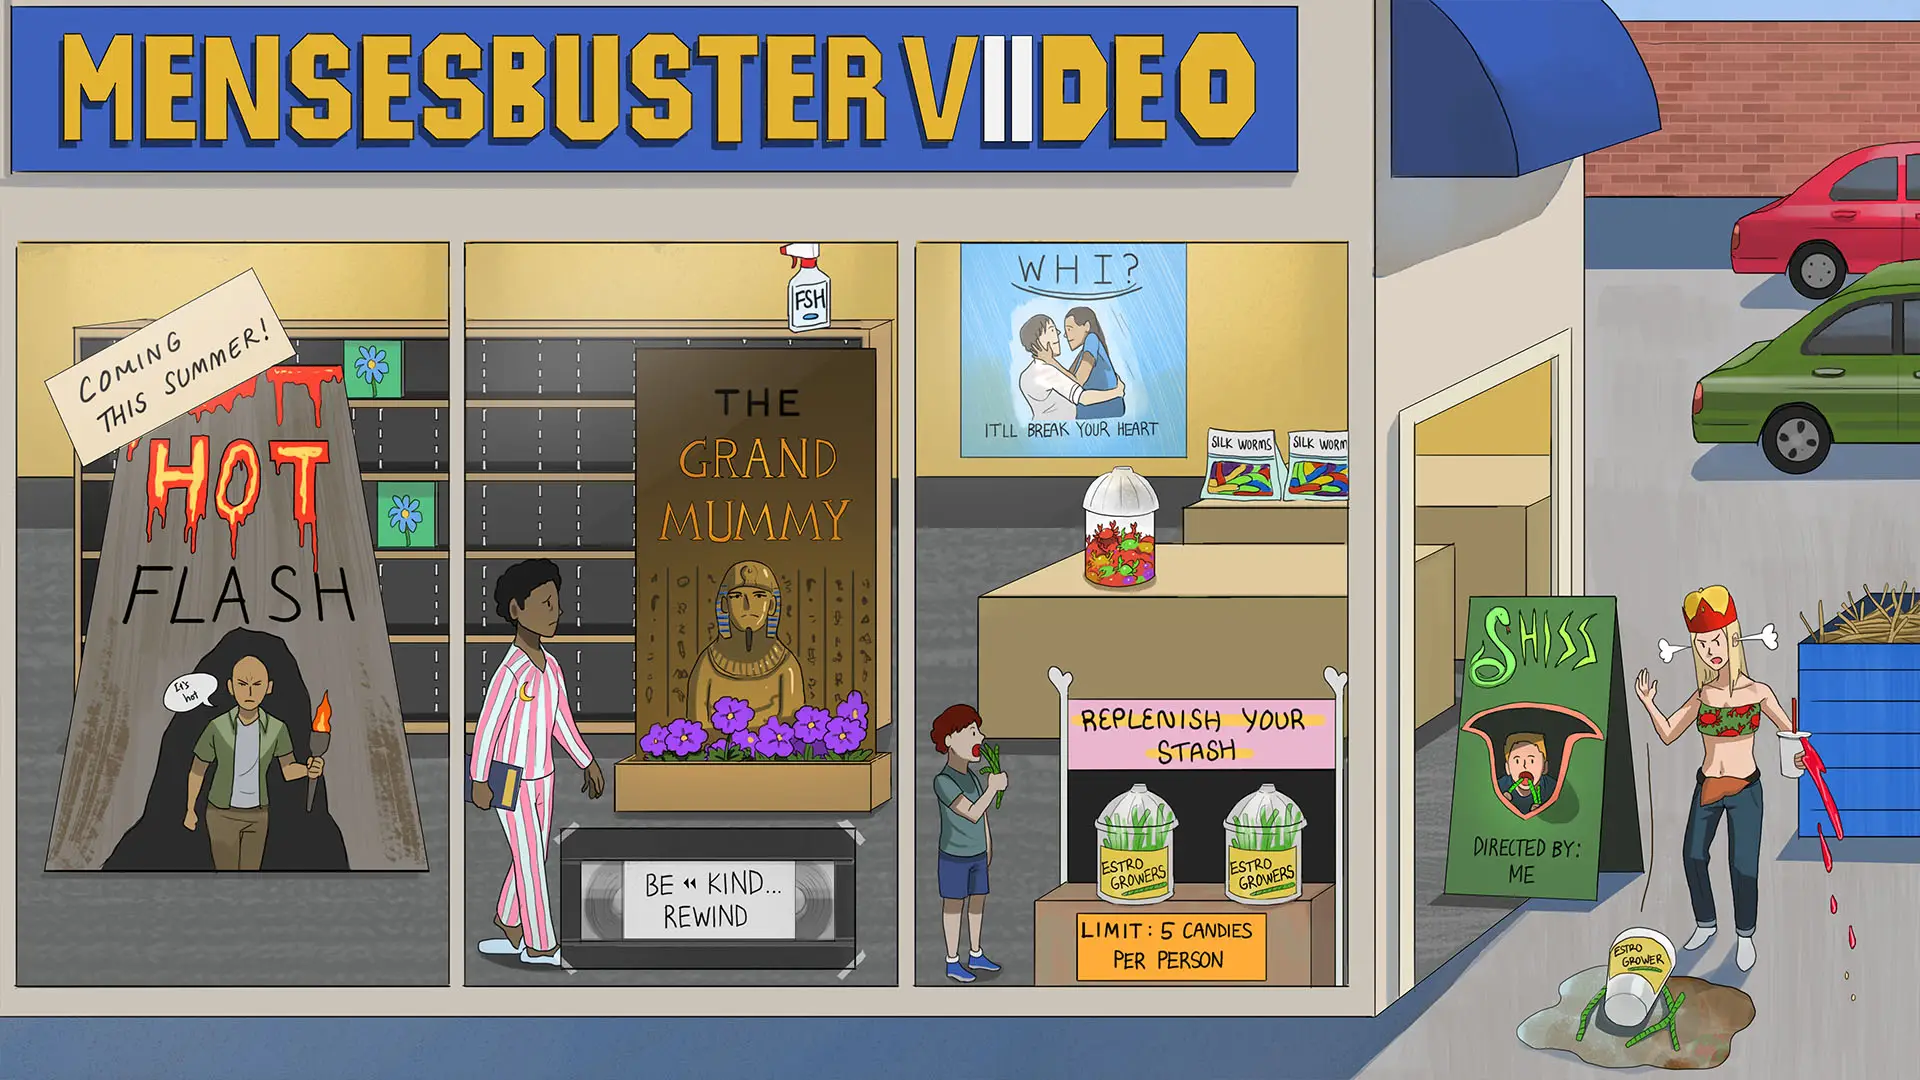 MENSESBUSTER VIIDEO
COMING
THIS SUMMER!
HOT
FLASH
It's
hot
FSH
THE
GRAND
MUMMY
BE KIND...
REWIND
WHI?
IT'LL BREAK YOUR HEART
SILK WORMS
SILK WORM
REPLENISH YOUR
STASH
ESTRO
GROWERS
ESTRO
GROWERS
LIMIT: 5 CANDIES
PER PERSON
SHISS
DIRECTED BY:
ME
ESTRO
GROWER